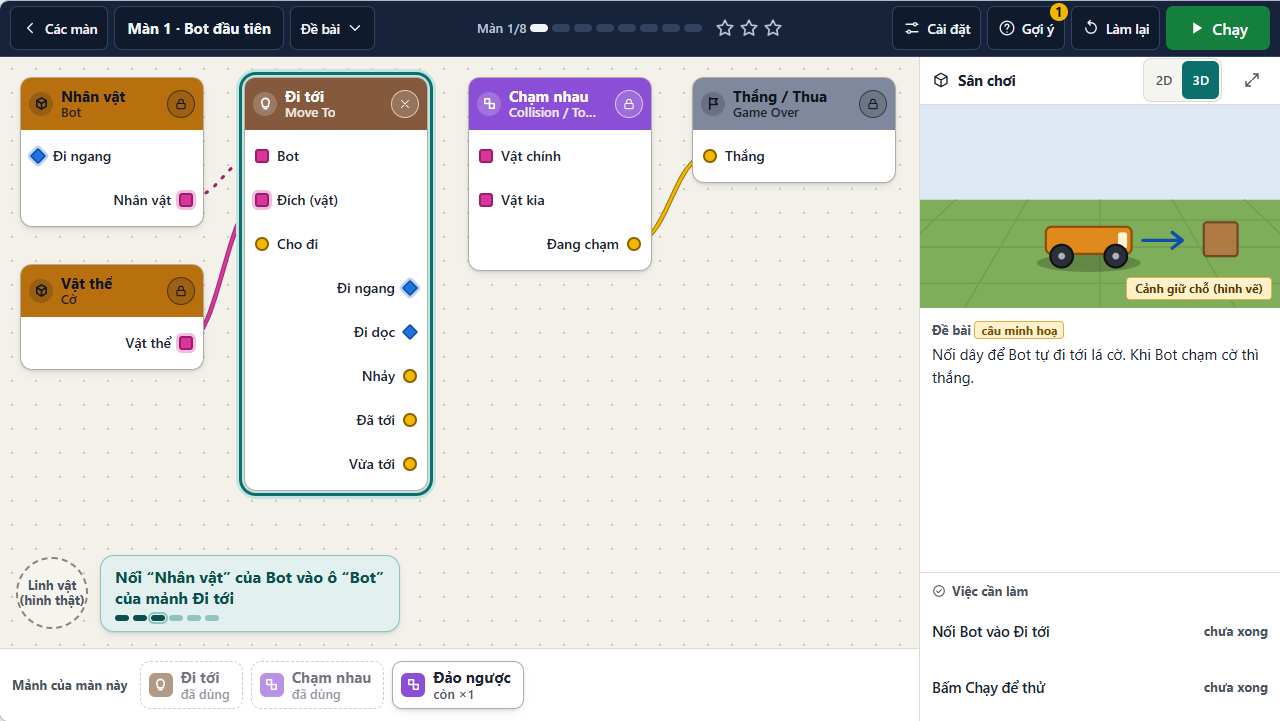 Các màn
Màn 1 · Bot đầu tiên
Đề bài
Màn 1/8
Cài đặt
Gợi ý
1
Làm lại
Chạy
Nhân vật
Bot
Đi ngang
Nhân vật
Vật thể
Cờ
Vật thể
Đi tới
Move To
Bot
Đích (vật)
Cho đi
Đi ngang
Đi dọc
Nhảy
Đã tới
Vừa tới
Chạm nhau
Collision / To...
Vật chính
Vật kia
Đang chạm
Thắng / Thua
Game Over
Thắng
Linh vật
(hình thật)
Nối “Nhân vật” của Bot vào ô “Bot”
của mảnh Đi tới
Mảnh của màn này
Đi tới
đã dùng
Chạm nhau
đã dùng
Đảo ngược
còn ×1
Sân chơi
2D
3D
Cảnh giữ chỗ (hình vẽ)
Đề bài
câu minh hoạ
Nối dây để Bot tự đi tới lá cờ. Khi Bot chạm cờ thì
thắng.
Việc cần làm
Nối Bot vào Đi tới
chưa xong
Bấm Chạy để thử
chưa xong